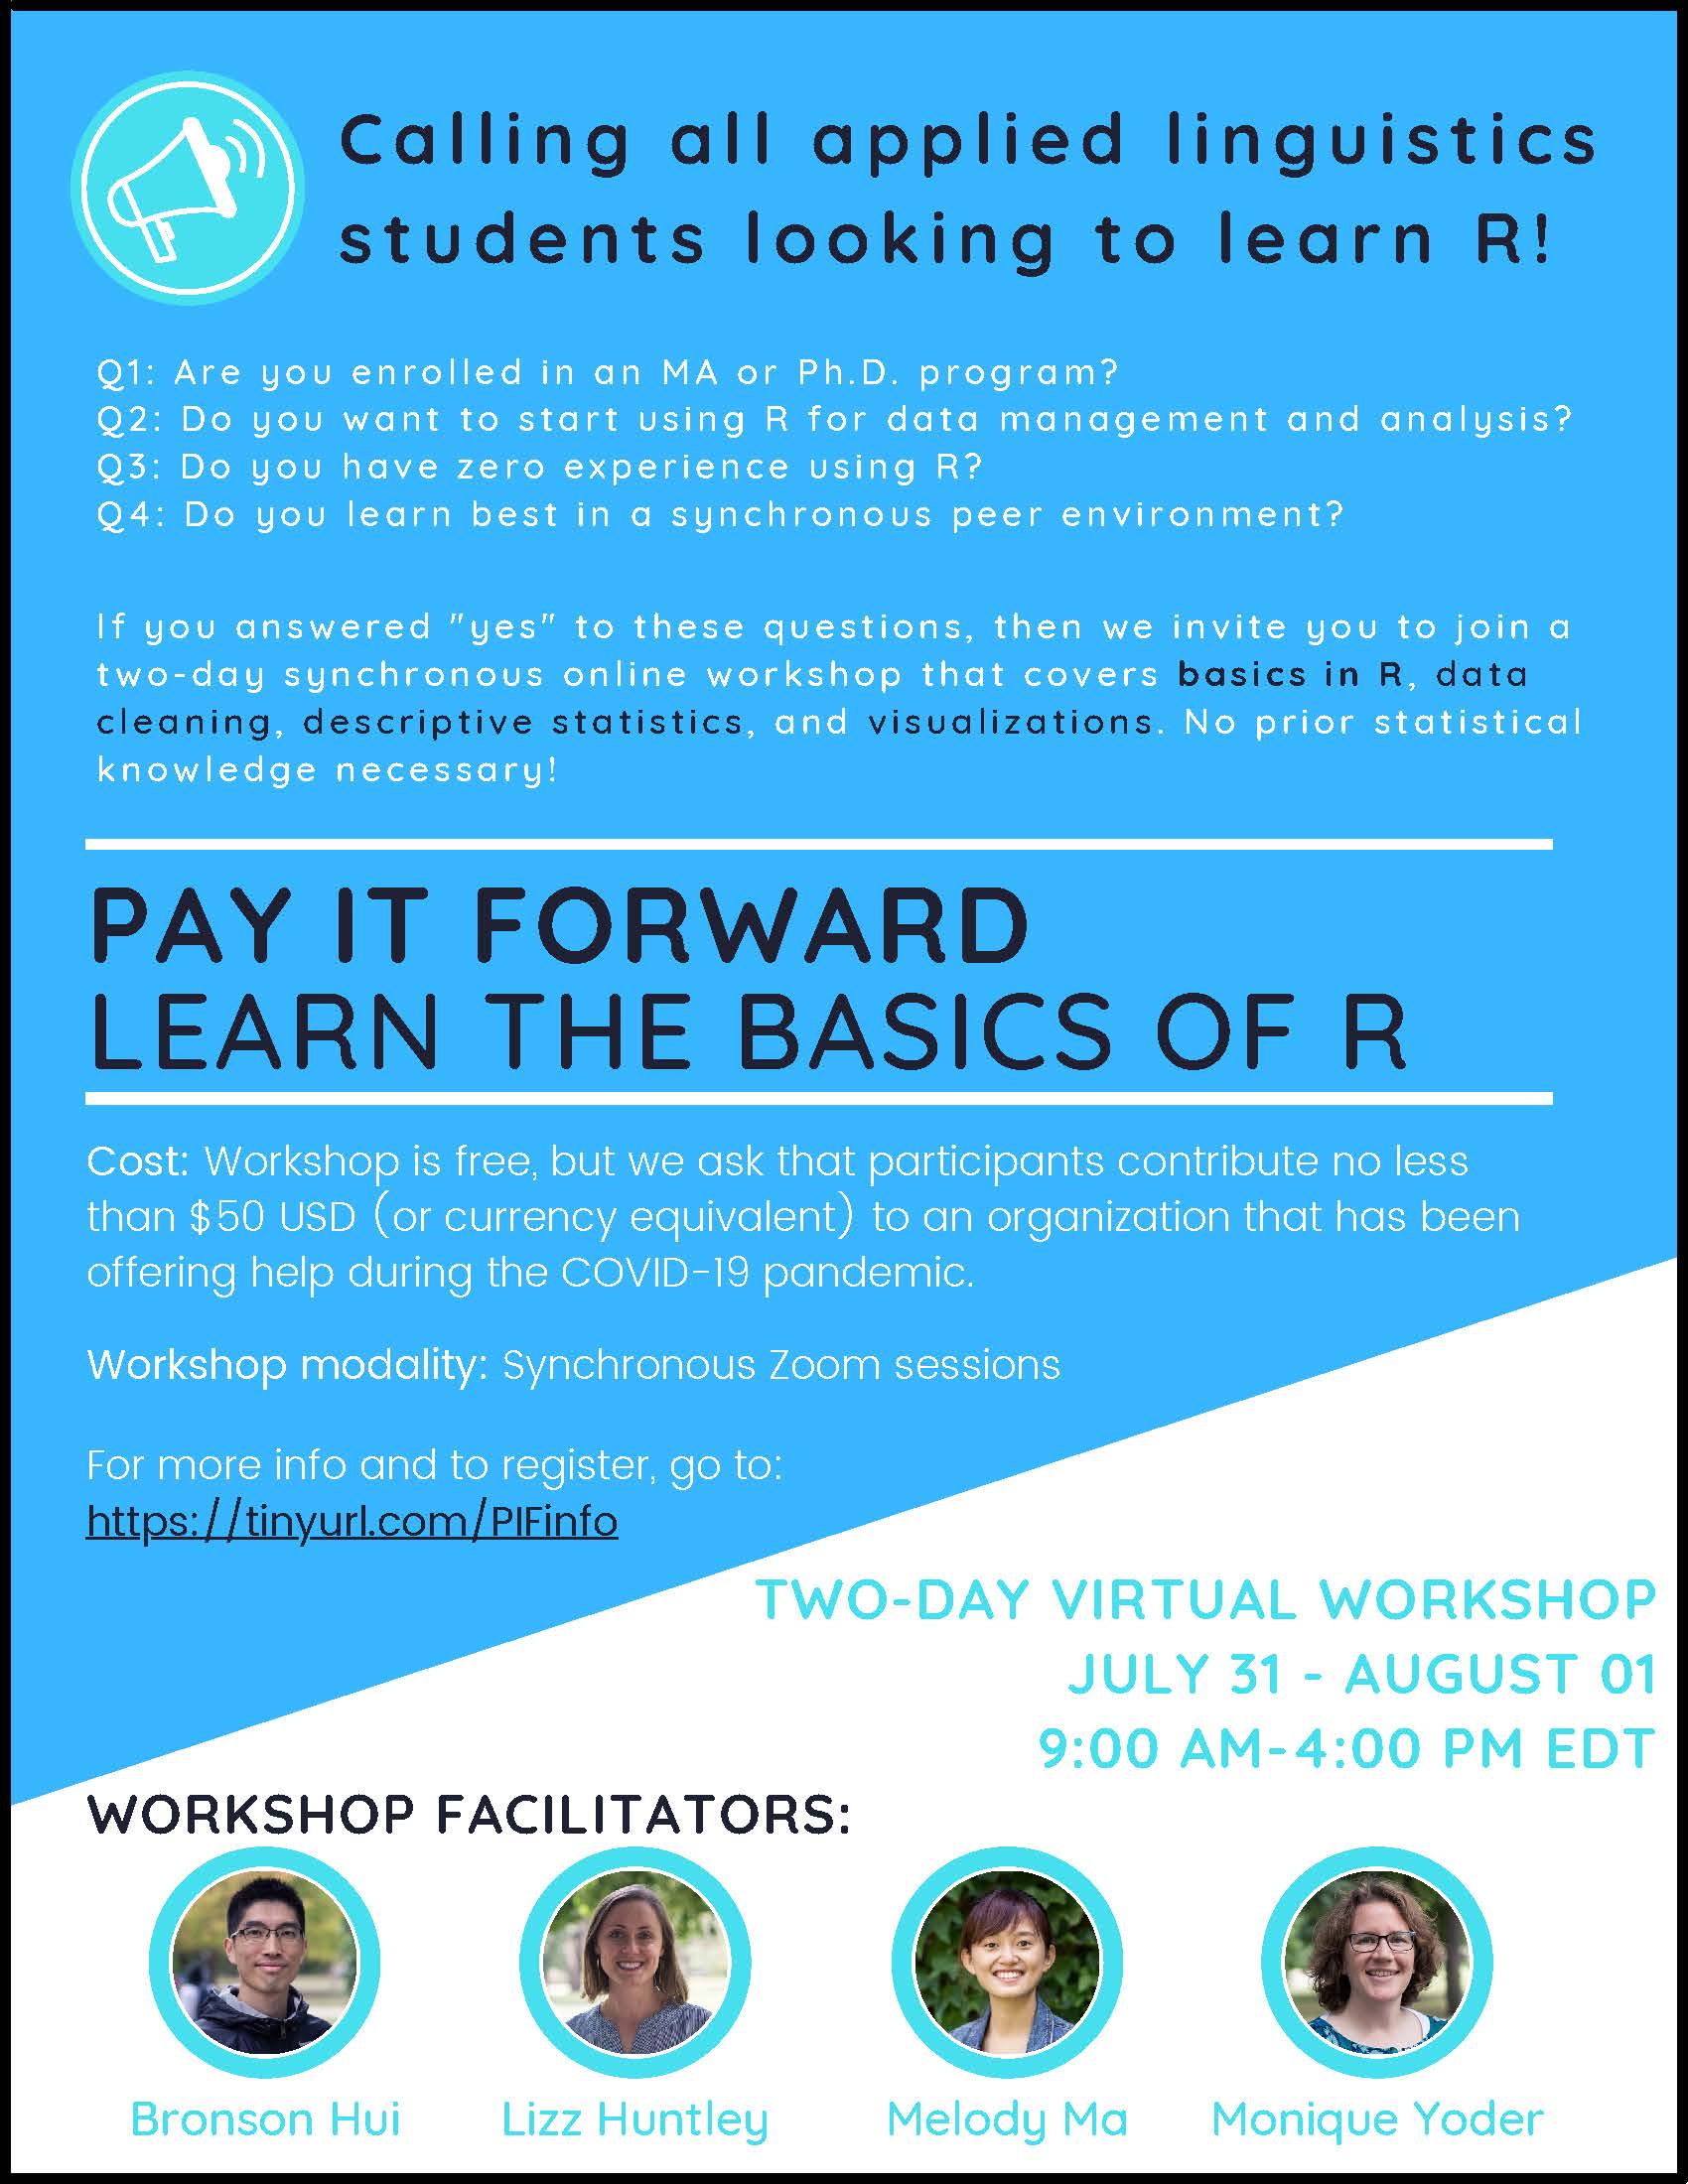 Calling all applied linguistics
students looking to learn R!
Q1: Are you enrolled in an MA or Ph.D. program?
Q2: Do you want to start using R for data management and analysis?
Q3: Do you have zero experience using R?
Q4: Do you learn best in a synchronous peer environment?
If you answered "yes" to these questions, then we invite you to join a
two-day synchronous online workshop that covers basics in R, data
cleaning, descriptive statistics, and visualizations. No prior statistical
knowledge necessary!
PAY IT FORWARD
LEARN THE BASICS OF R
Cost: Workshop is free, but we ask that participants contribute no less
than $50 USD (or currency equivalent) to an organization that has been
offering help during the COVID-19 pandemic.
Workshop modality: Synchronous Zoom sessions
For more info and to register, go to:
https://tinyurl.com/PIFinfo
TWO-DAY VIRTUAL WORKSHOP
JULY 31 - AUGUST 01
9:00 AM-4:00 PM EDT
WORKSHOP FACILITATORS:
Bronson Hui
Lizz Huntley
Melody Ma
Monique Yoder